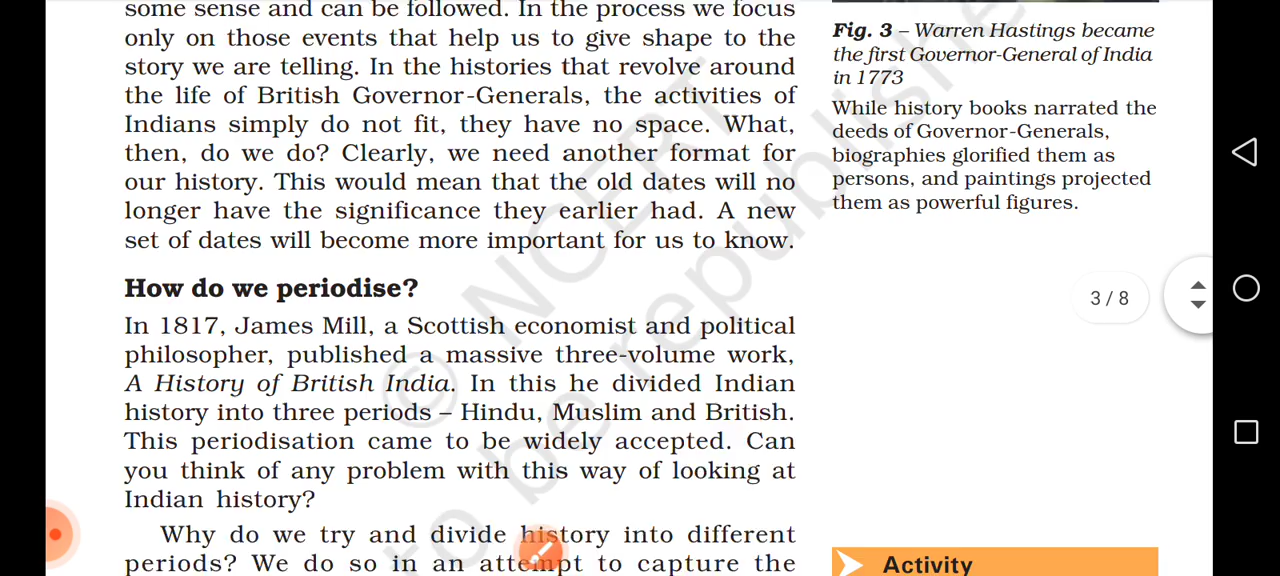 some sense and can be followed. In the process we focus
only on those events that help us to give shape to the
story we are telling. In the histories that revolve around
the life of British Governor-Generals, the activities of
Indians simply do not fit, they have no space. What,
then, do we do? Clearly, we need another format for
our history. This would mean that the old dates will no
longer have the significance they earlier had. A new
set of dates will become more important for us to know.
How do we periodise?
In 1817, James Mill, a Scottish economist and political
philosopher, published a massive three-volume work,
A History of British India. In this he divided Indian
history into three periods – Hindu, Muslim and British.
This periodisation came to be widely accepted. Can
you think of any problem with this way of looking at
Indian history?
Why do we try and divide history into different
periods? We do so in an attempt to capture the
Fig. 3 – Warren Hastings became
the first Governor-General of India
in 1773
While history books narrated the
deeds of Governor-Generals,
biographies glorified them as
persons, and paintings projected
them as powerful figures.
3 / 8
Activity
© NCERT
to be republishe